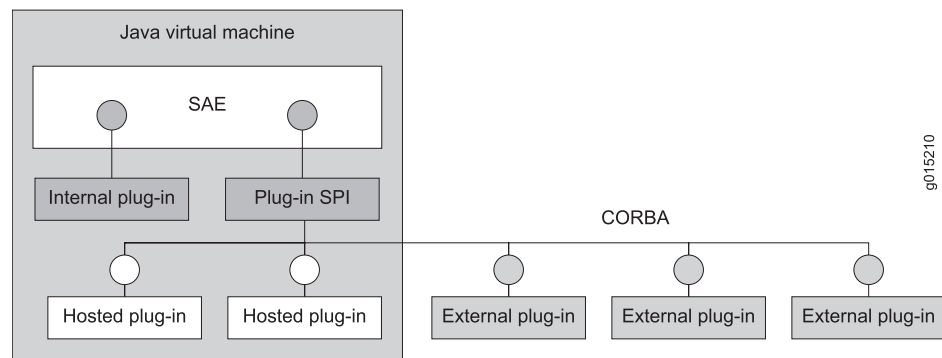 Java virtual machine
SAE
Internal plug-in
Plug-in SPI
CORBA
Hosted plug-in
Hosted plug-in
External plug-in
External plug-in
External plug-in
g015210